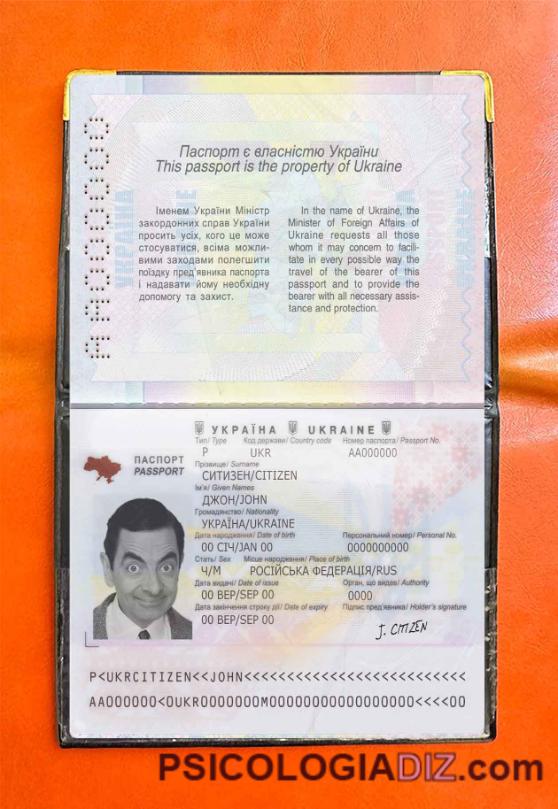 Паспорт є власністю України
This passport is the property of Ukraine
Іменем України Міністр
закордонних справ України
просить усіх, кого це може
стосуватися, всіма можли-
вими заходами полегшити
поїздку пред'явника паспорта
і надавати йому необхідну
допомогу та захист.
In the name of Ukraine, the
Minister of Foreign Affairs of
Ukraine requests all those
whom it may concern to facili-
tate in every possible way the
travel of the bearer of this
passport and to provide the
bearer with all necessary assis-
tance and protection.
AA000000
УКРАЇНА UKRAINE
ПАСПОРТ
PASSPORT
Тип/ Type Код держави/ Country code Номер паспорта/ Passport No.
P UKR AA000000
Прізвище/ Surname
СИТИЗЕН/CITIZEN
Ім'я/ Given Names
ДЖОН/JOHN
Громадянство/ Nationality
УКРАЇНА/UKRAINE
Дата народження/ Date of birth Персональний номер/ Personal No.
00 СІЧ/JAN 00 0000000000
Стать/ Sex Місце народження/ Place of birth
Ч/М РОСІЙСЬКА ФЕДЕРАЦІЯ/RUS
Дата видачі/ Date of issue Орган, що видав/ Authority
00 ВЕР/SEP 00 0000
Дата закінчення строку дії/ Date of expiry Підпис пред'явника/ Holder's signature
00 ВЕР/SEP 00 J. CITIZEN
P<UKRCITIZEN<<JOHN<<<<<<<<<<<<<<<<<<<<<<<<<<
AA000000<0UKR0000000M0000000000000000<<<<00
PSICOLOGIADIZ.com